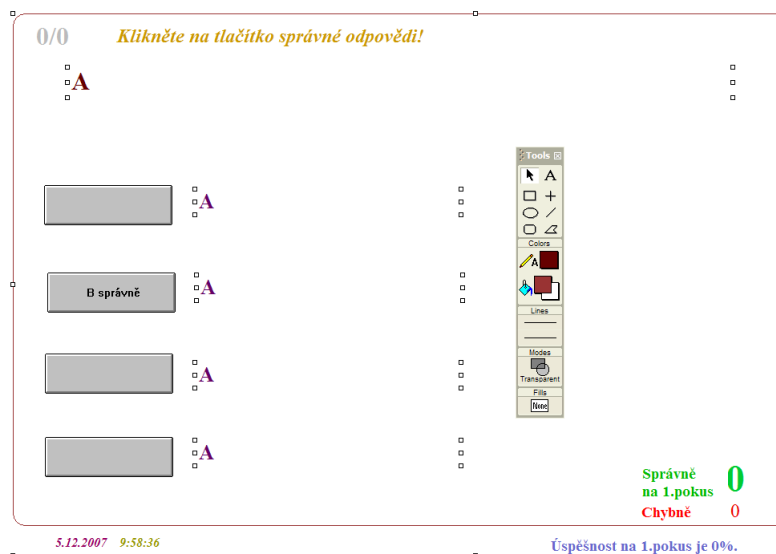 0/0 Klikněte na tlačítko správné odpovědi!
A
Tools
A
A
Colors
A
B správně
A
Lines
Modes
Transparent
A
Fills
None
A
Správně
na 1.pokus 0
Chybně 0
5.12.2007 9:58:36
Úspěšnost na 1.pokus je 0%.